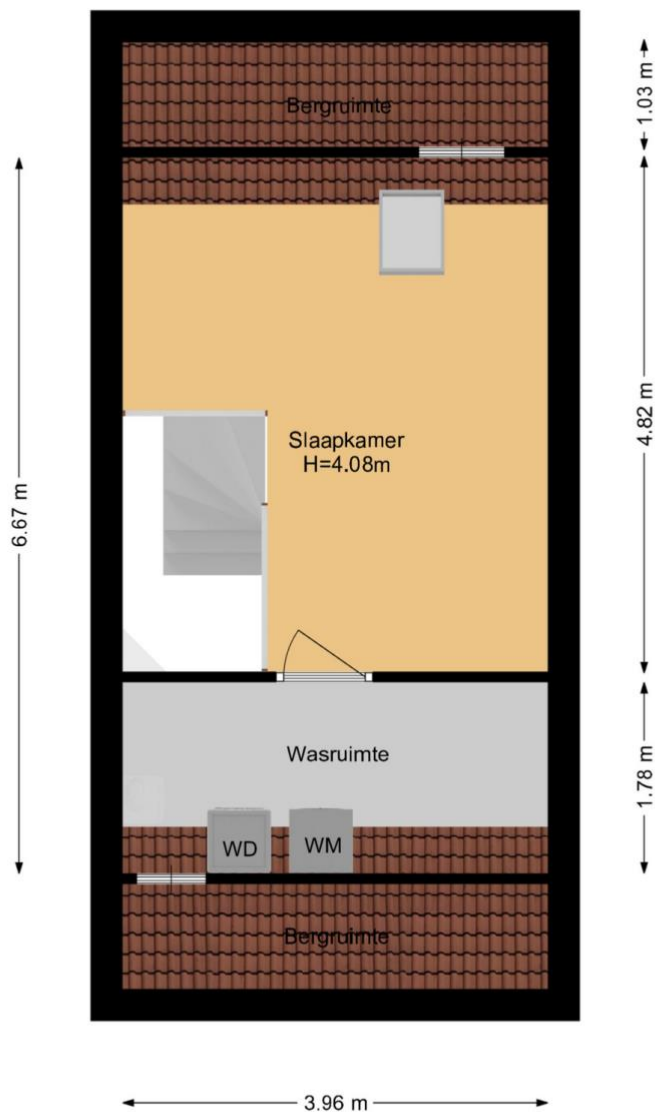 Bergruimte
1.03 m
Slaapkamer
H=4.08m
4.82 m
6.67 m
Wasruimte
1.78 m
WD
WM
Bergruimte
3.96 m